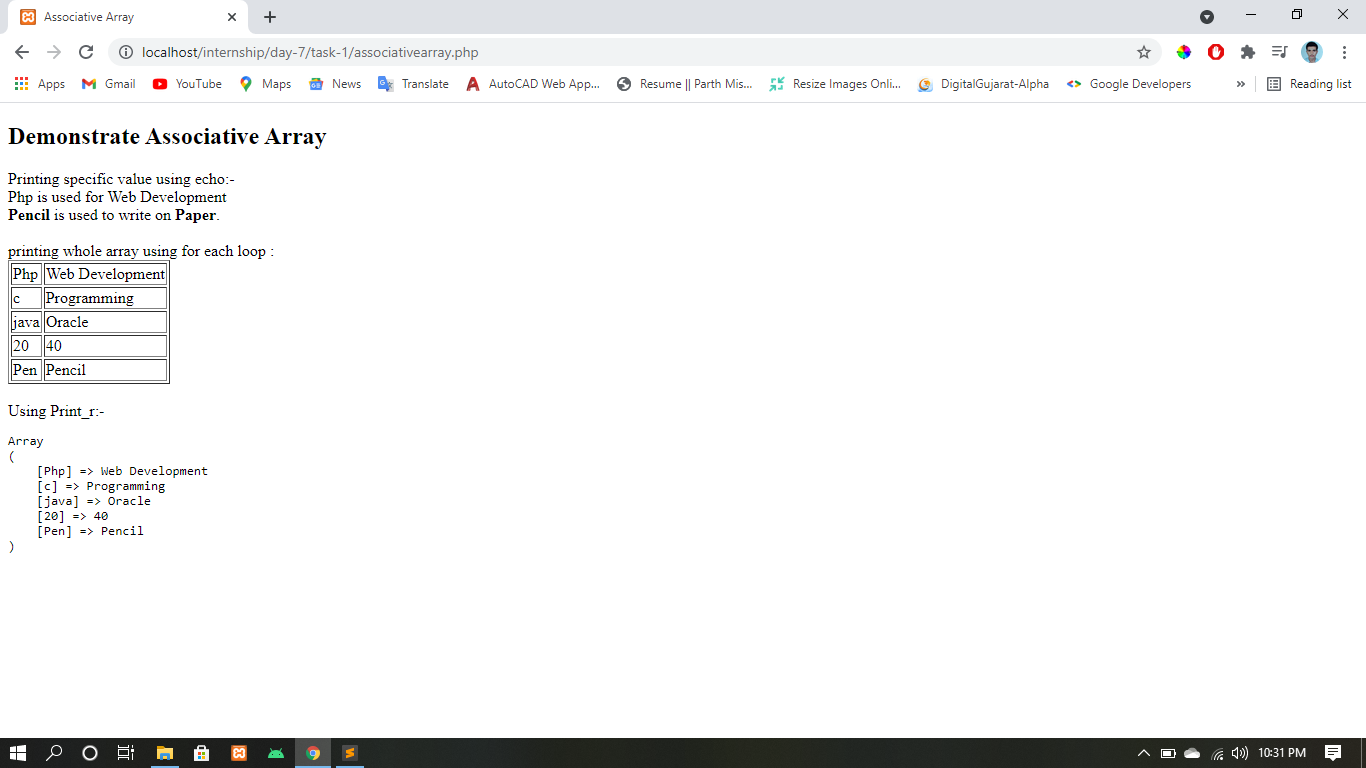 Associative Array
localhost/internship/day-7/task-1/associativearray.php
Apps Gmail YouTube Maps News Translate AutoCAD Web App... Resume || Parth Mis... Resize Images Onli... DigitalGujarat-Alpha Google Developers » Reading list
Demonstrate Associative Array
Printing specific value using echo:-
Php is used for Web Development
Pencil is used to write on Paper.
printing whole array using for each loop :
Php Web Development
c Programming
java Oracle
20 40
Pen Pencil
Using Print_r:-
Array
(
    [Php] => Web Development
    [c] => Programming
    [java] => Oracle
    [20] => 40
    [Pen] => Pencil
)
10:31 PM